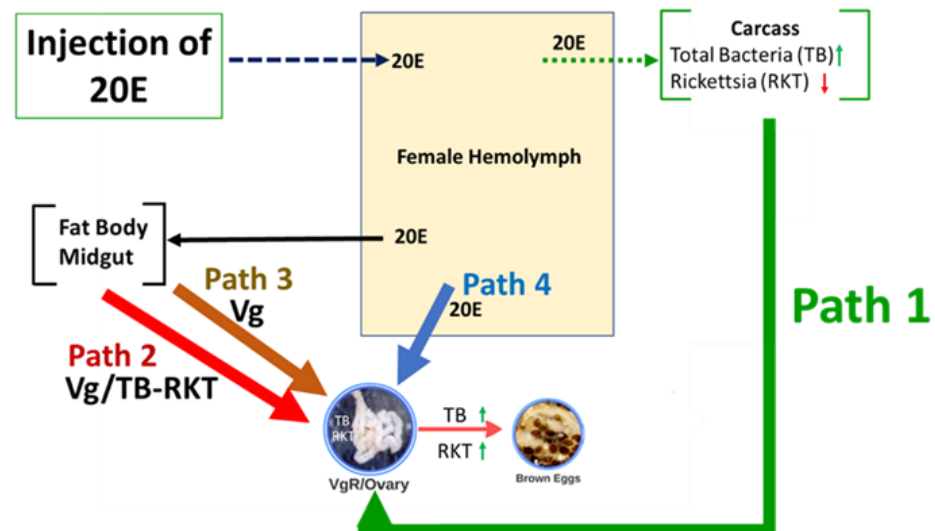 Injection of
20E
20E
20E
Carcass
Total Bacteria (TB)
Rickettsia (RKT)
Female Hemolymph
Fat Body
Midgut
20E
Path 3
Vg
Path 4
20E
Path 1
Path 2
Vg/TB-RKT
TB
RKT
TB
RKT
VgR/Ovary
Brown Eggs